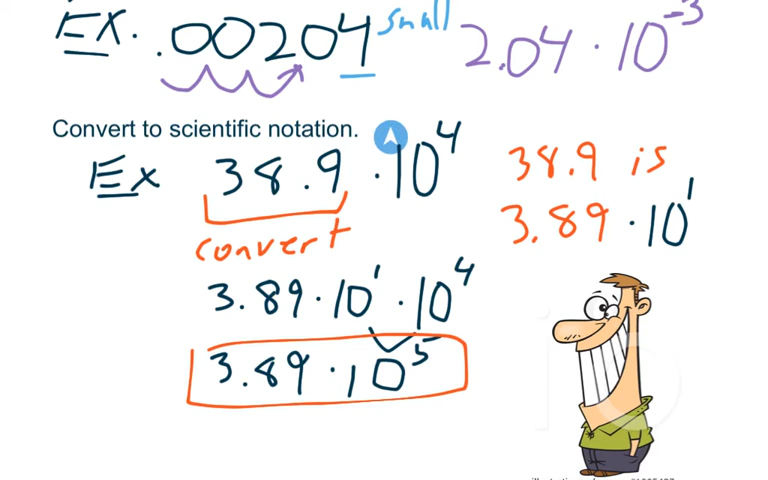 EX. .00204 small 2.04 · 10^-3
Convert to scientific notation.
Ex 38.9 · 10^4
convert
38.9 is
3.89 · 10^1
3.89 · 10^1 · 10^4
3.89 · 10^5